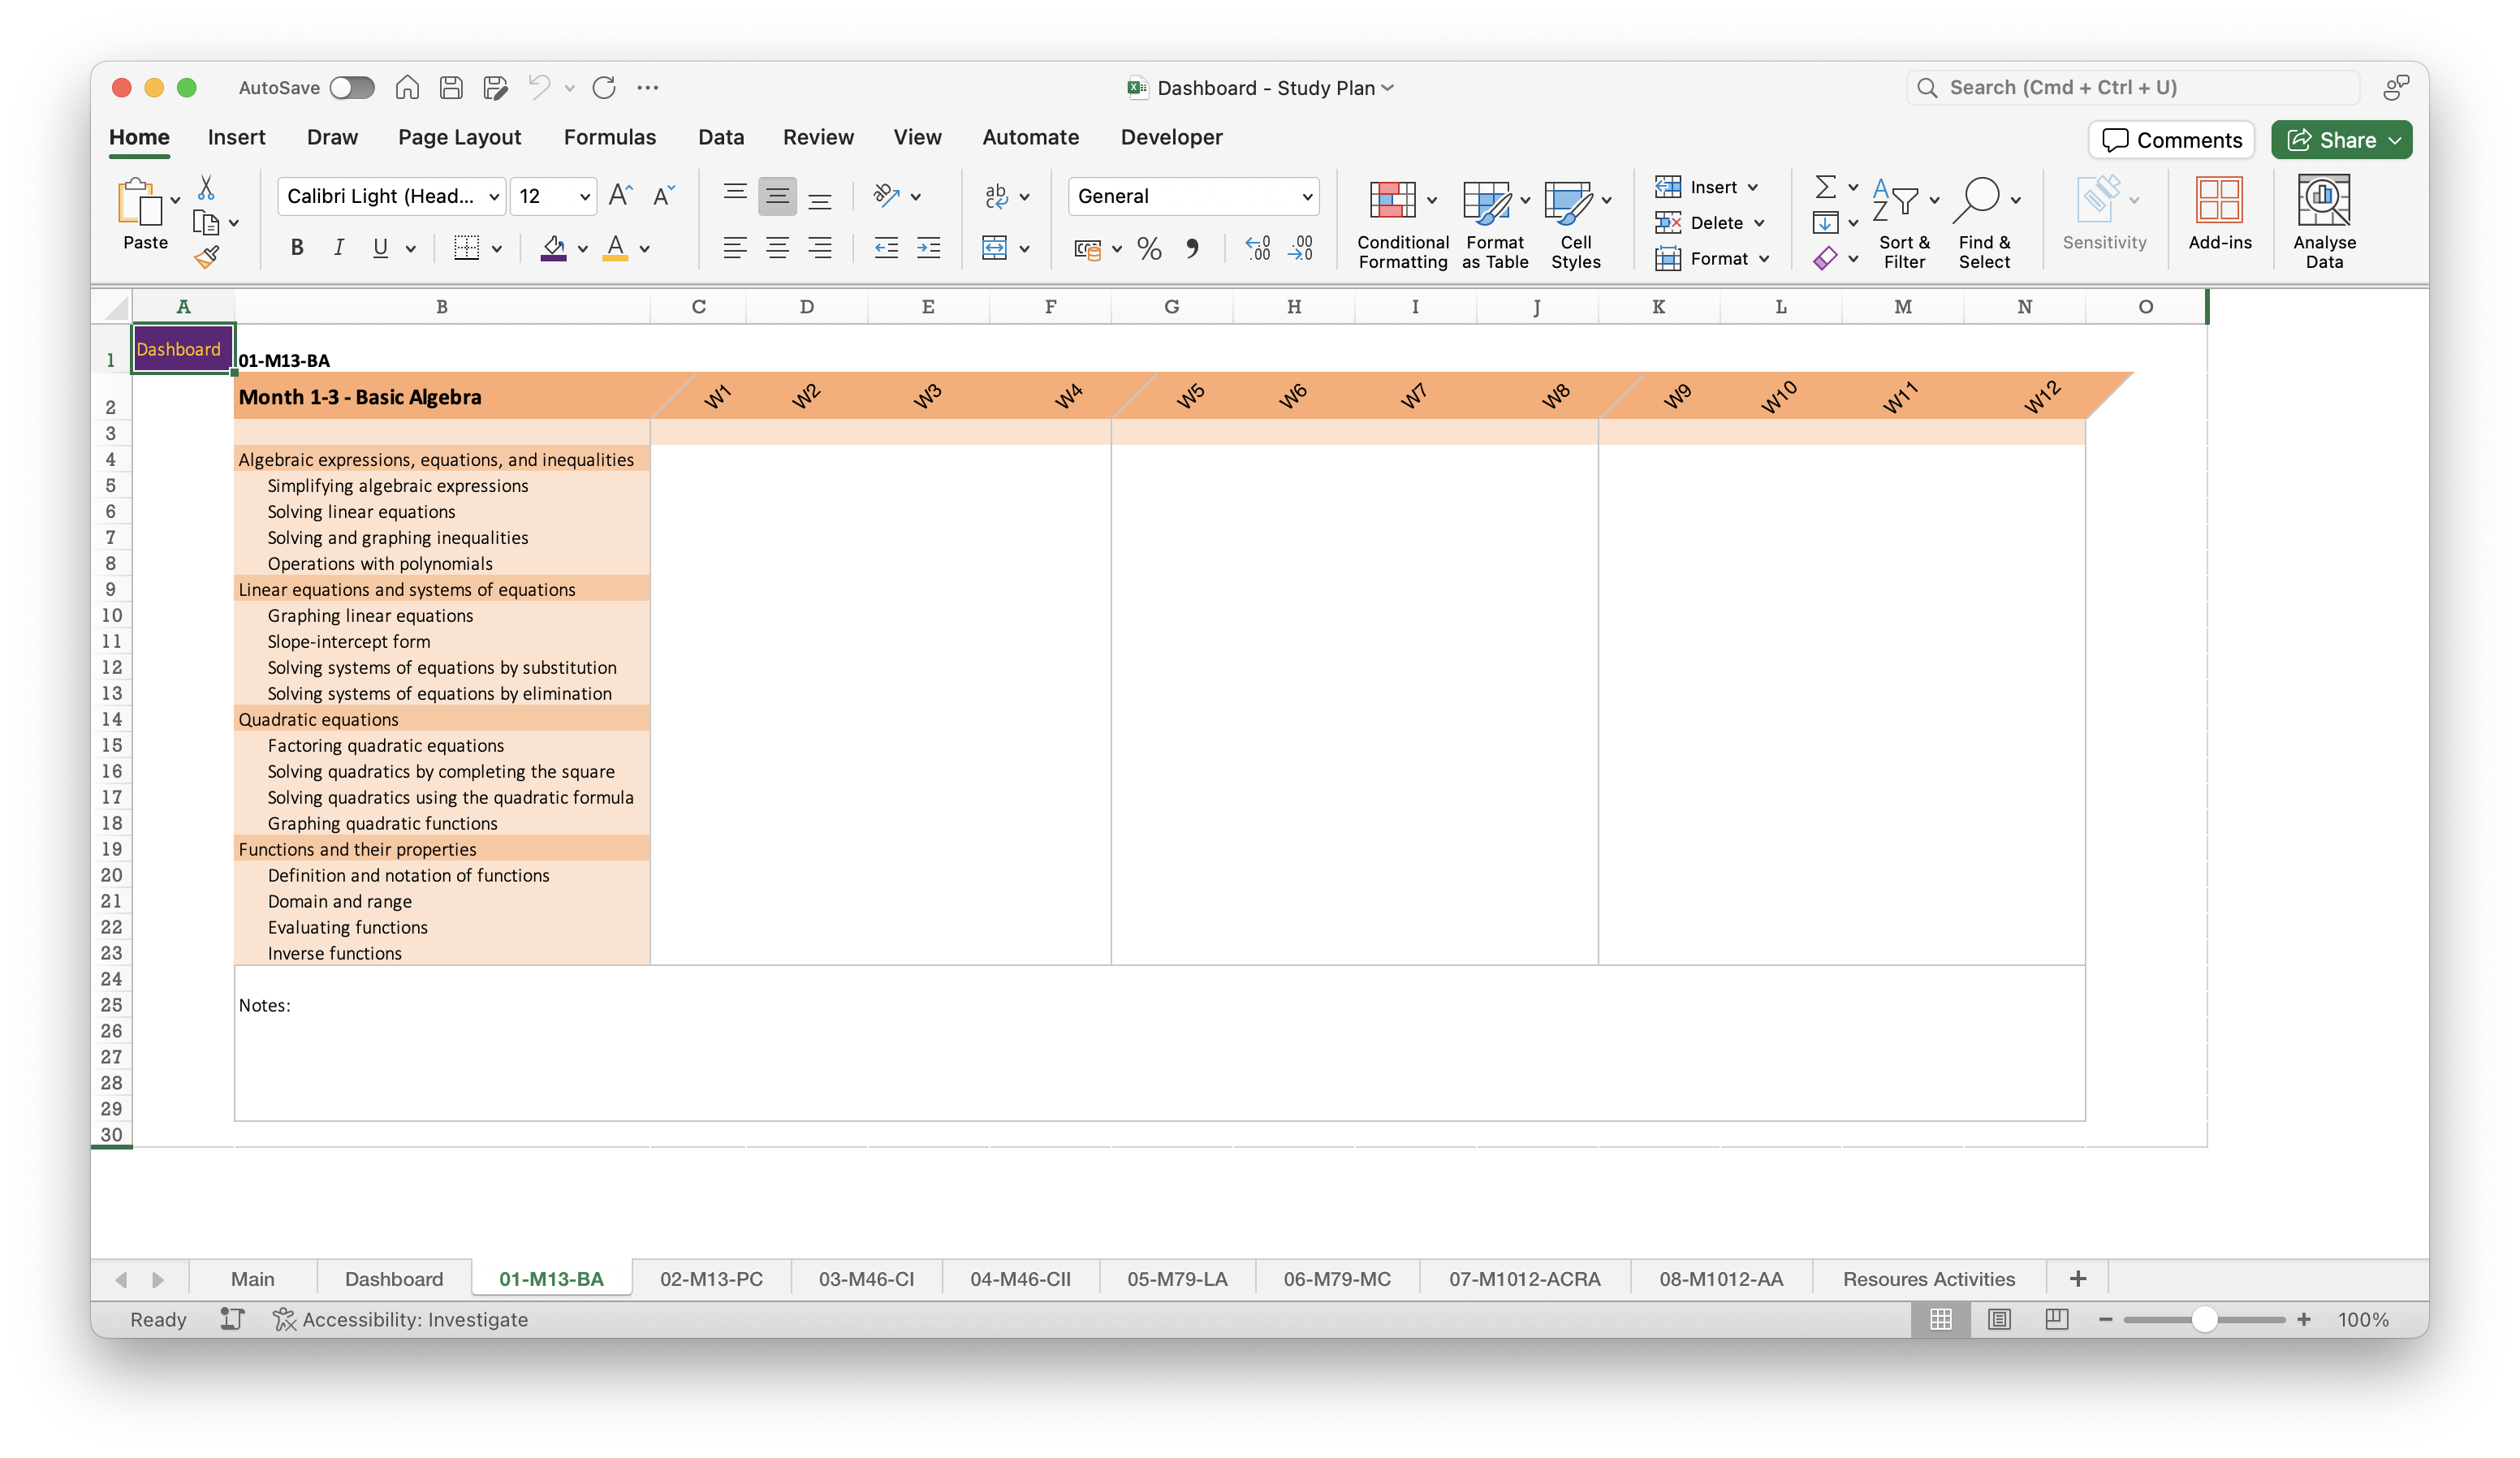 AutoSave
Dashboard - Study Plan
Search (Cmd + Ctrl + U)
Home Insert Draw Page Layout Formulas Data Review View Automate Developer
Comments Share
Paste
Calibri Light (Head... 12
General
Conditional Formatting
Format as Table
Cell Styles
Insert
Delete
Format
Sort & Filter
Find & Select
Sensitivity
Add-ins
Analyse Data
A B C D E F G H I J K L M N O
1 Dashboard 01-M13-BA
2 Month 1-3 - Basic Algebra W1 W2 W3 W4 W5 W6 W7 W8 W9 W10 W11 W12
3
4 Algebraic expressions, equations, and inequalities
5 Simplifying algebraic expressions
6 Solving linear equations
7 Solving and graphing inequalities
8 Operations with polynomials
9 Linear equations and systems of equations
10 Graphing linear equations
11 Slope-intercept form
12 Solving systems of equations by substitution
13 Solving systems of equations by elimination
14 Quadratic equations
15 Factoring quadratic equations
16 Solving quadratics by completing the square
17 Solving quadratics using the quadratic formula
18 Graphing quadratic functions
19 Functions and their properties
20 Definition and notation of functions
21 Domain and range
22 Evaluating functions
23 Inverse functions
24
25 Notes:
26
27
28
29
30
Main Dashboard 01-M13-BA 02-M13-PC 03-M46-CI 04-M46-CII 05-M79-LA 06-M79-MC 07-M1012-ACRA 08-M1012-AA Resoures Activities +
Ready Accessibility: Investigate 100%